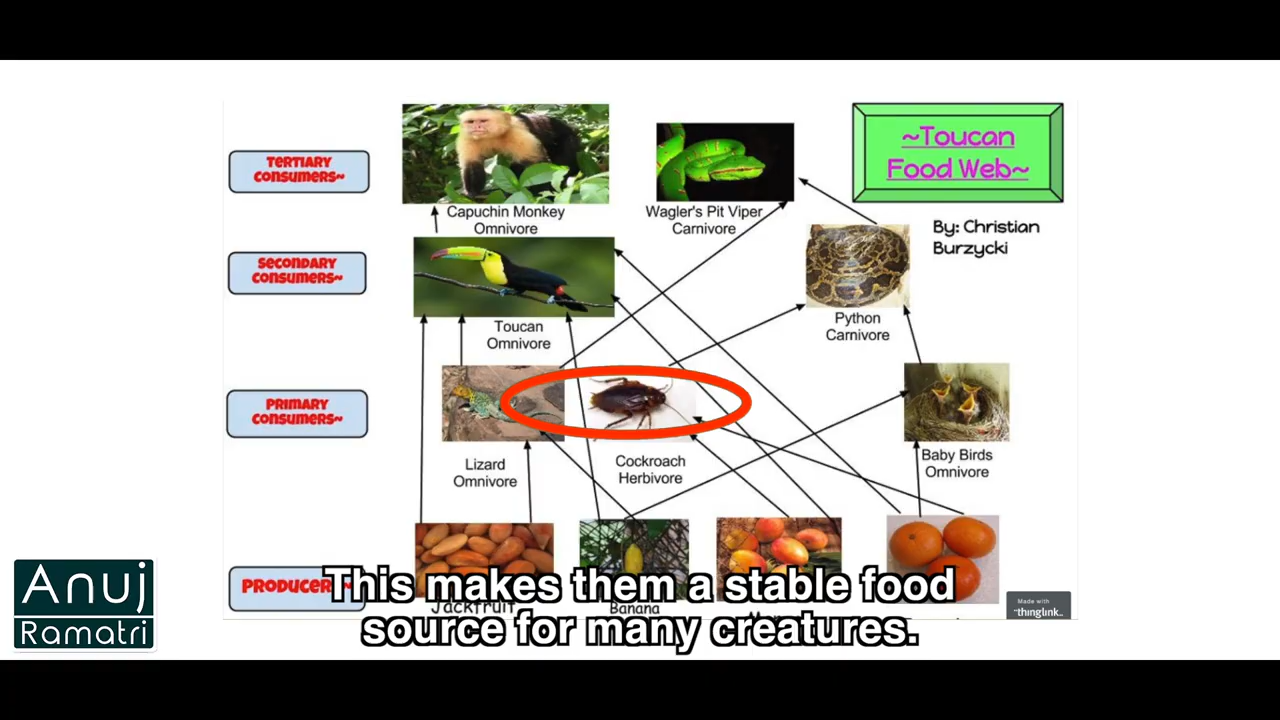 ~Toucan
Food Web~
By: Christian
Burzycki
TERTIARY
CONSUMERS~
Capuchin Monkey
Omnivore
Wagler's Pit Viper
Carnivore
SECONDARY
CONSUMERS~
Toucan
Omnivore
Python
Carnivore
PRIMARY
CONSUMERS~
Lizard
Omnivore
Cockroach
Herbivore
Baby Birds
Omnivore
Jackfruit
Banana
Made with
thinglink..
This makes them a stable food
source for many creatures.
Anuj
Ramatri